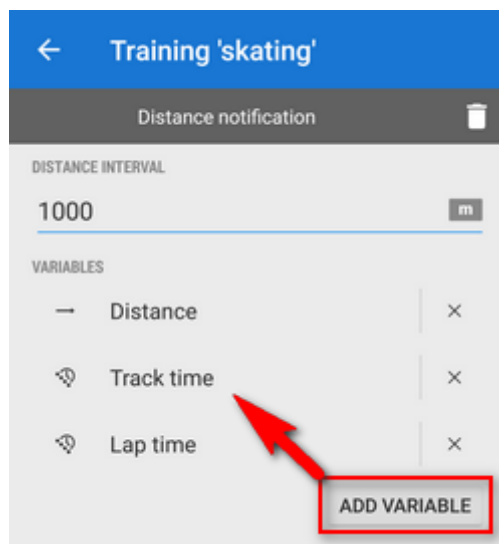 Training 'skating'
Distance notification
DISTANCE INTERVAL
1000 m
VARIABLES
Distance
Track time
Lap time
ADD VARIABLE